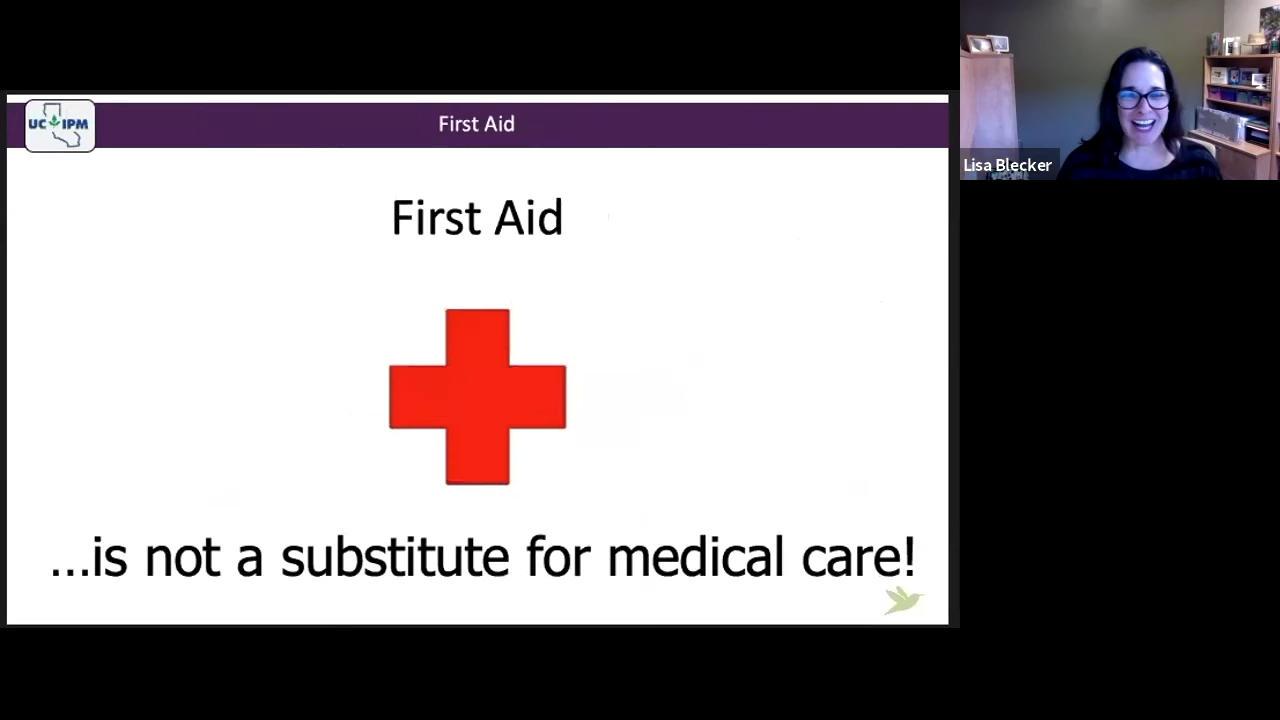 UC IPM
First Aid
First Aid
...is not a substitute for medical care!
Lisa Blecker